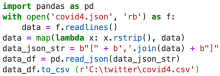 import pandas as pd
with open('covid4.json', 'rb') as f:
data = f.readlines()
data = map(lambda x: x.rstrip(), data)
data_json_str = b"[" + b','.join(data) + b"]"
data_df = pd.read_json(data_json_str)
data_df.to_csv (r'C:\twitter\covid4.csv')